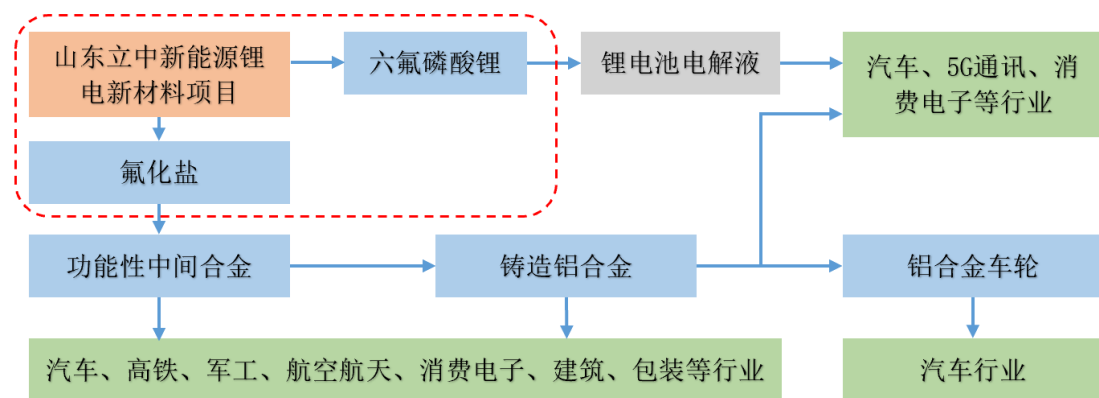 山东立中新能源锂
电新材料项目
六氟磷酸锂
锂电池电解液
汽车、5G通讯、消
费电子等行业
氟化盐
功能性中间合金
铸造铝合金
铝合金车轮
汽车、高铁、军工、航空航天、消费电子、建筑、包装等行业
汽车行业